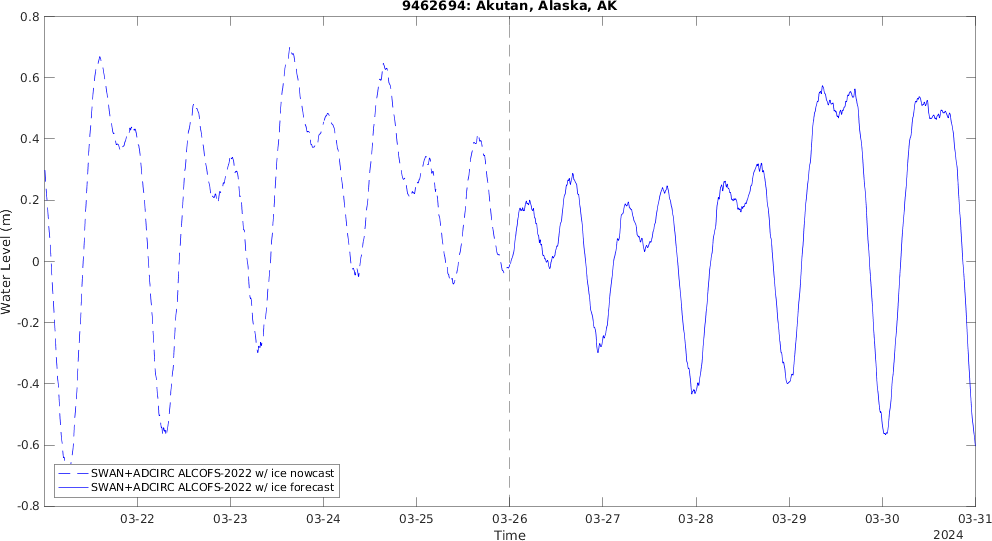 9462694: Akutan, Alaska, AK
0.8
0.6
0.4
0.2
0
-0.2
-0.4
-0.6
-0.8
Water Level (m)
SWAN+ADCIRC ALCOFS-2022 w/ ice nowcast
SWAN+ADCIRC ALCOFS-2022 w/ ice forecast
03-22 03-23 03-24 03-25 03-26 03-27 03-28 03-29 03-30 03-31
Time
2024